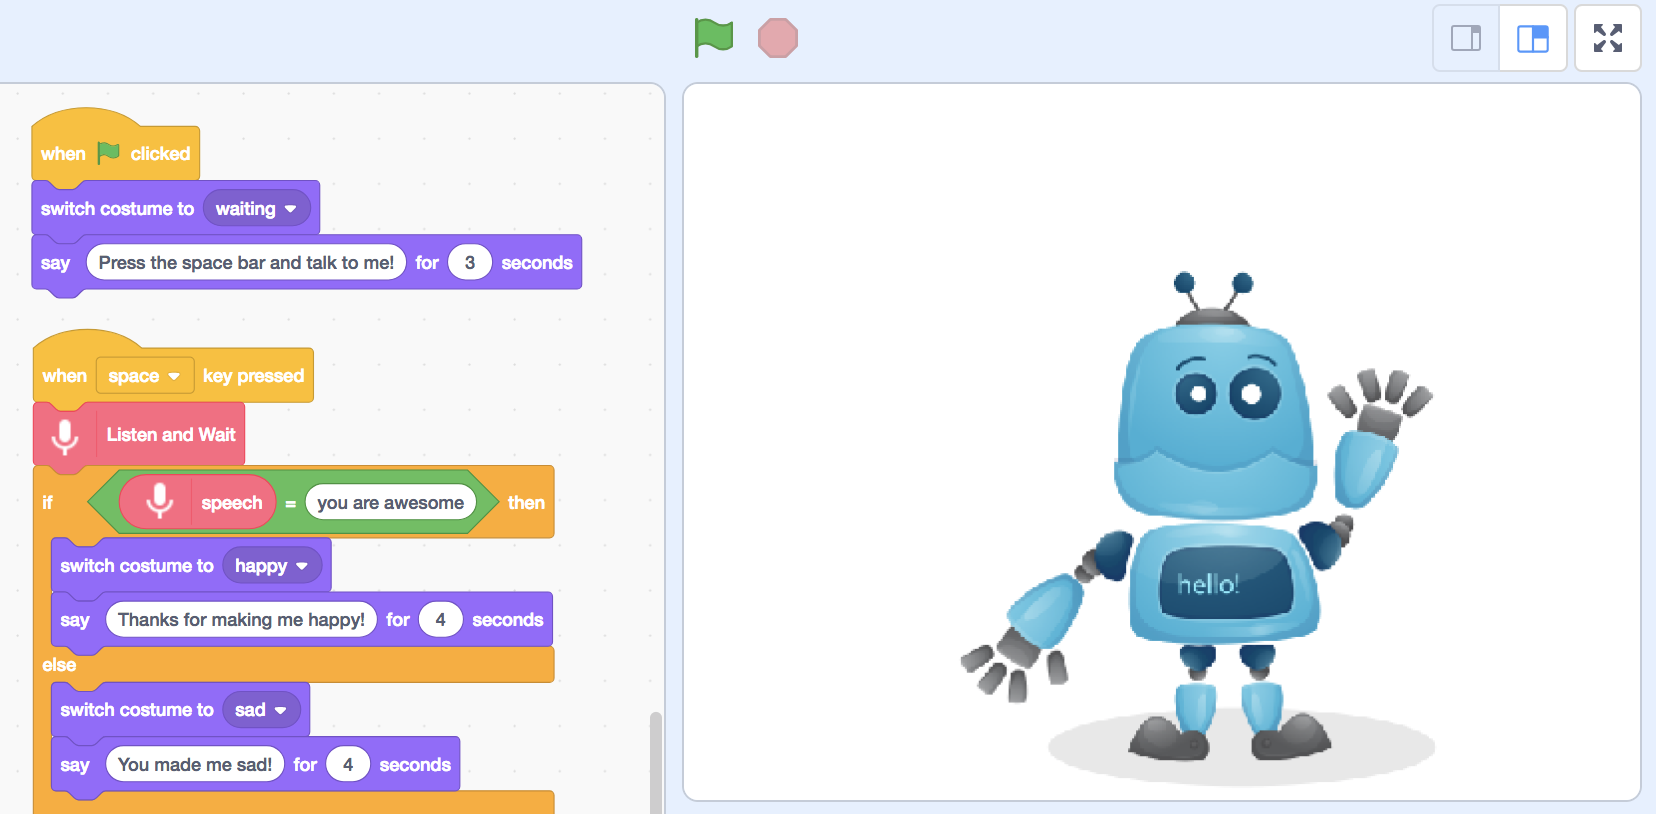 when clicked
switch costume to waiting
say Press the space bar and talk to me! for 3 seconds
when space key pressed
Listen and Wait
if speech = you are awesome then
switch costume to happy
say Thanks for making me happy! for 4 seconds
else
switch costume to sad
say You made me sad! for 4 seconds
hello!